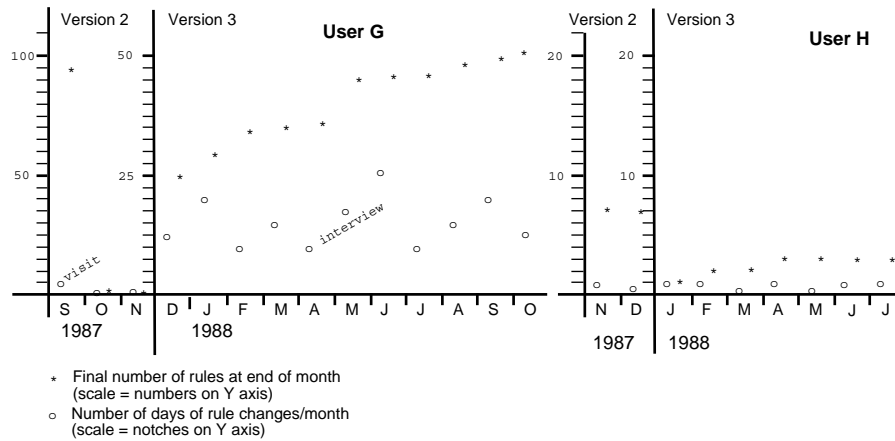 Version 2
Version 3
User G
Version 2
Version 3
User H
100
50
20
20
50
25
10
10
visit
interview
S O N D J F M A M J J A S O
N D J F M A M J J
1987
1988
1987
1988
* Final number of rules at end of month
(scale = numbers on Y axis)
o Number of days of rule changes/month
(scale = notches on Y axis)